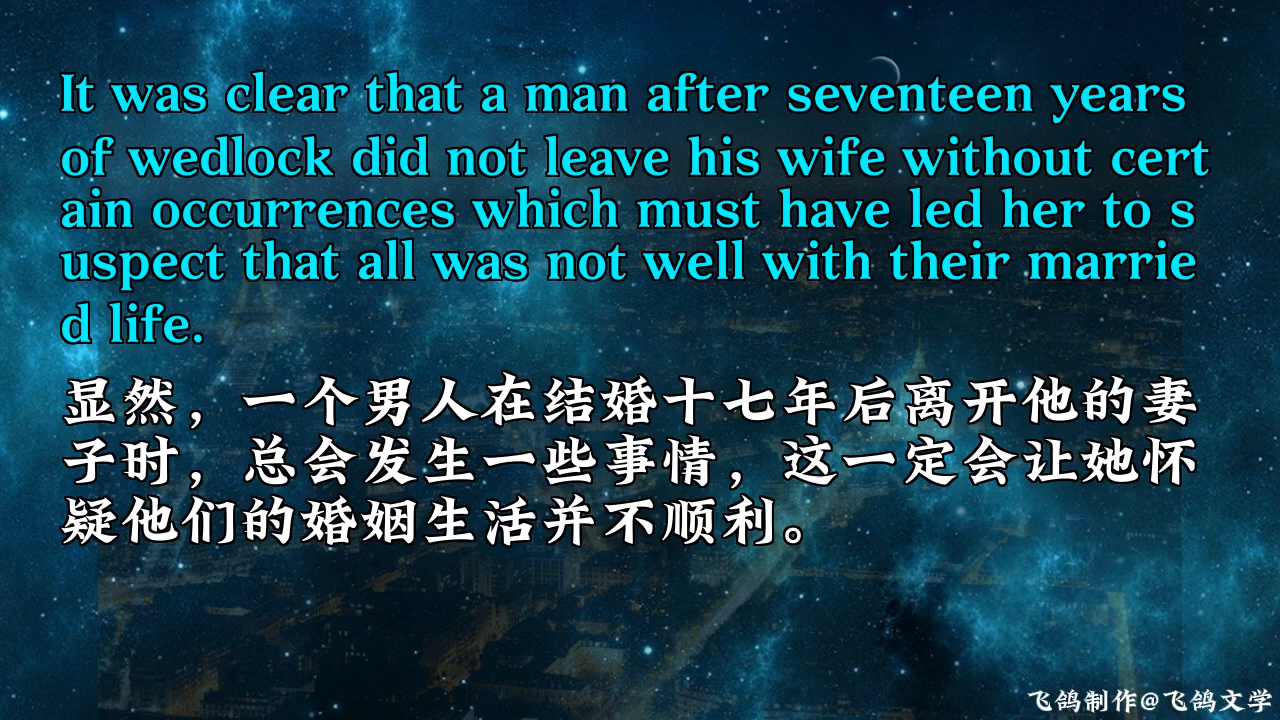 It was clear that a man after seventeen years
of wedlock did not leave his wife without cert
ain occurrences which must have led her to s
uspect that all was not well with their marrie
d life.
显然，一个男人在结婚十七年后离开他的妻
子时，总会发生一些事情，这一定会让她怀
疑他们的婚姻生活并不顺利。
飞鸽制作@飞鸽文学